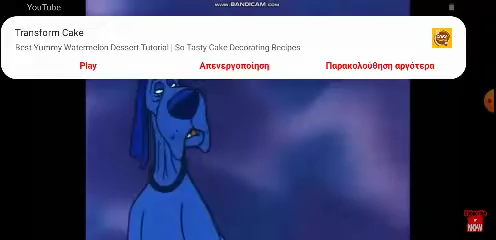 YouTube
WWW.BANDICAM.COM
Transform Cake
Best Yummy Watermelon Dessert Tutorial | So Tasty Cake Decorating Recipes
Play
Απενεργοποίηση
Παρακολούθηση αργότερα
NOW